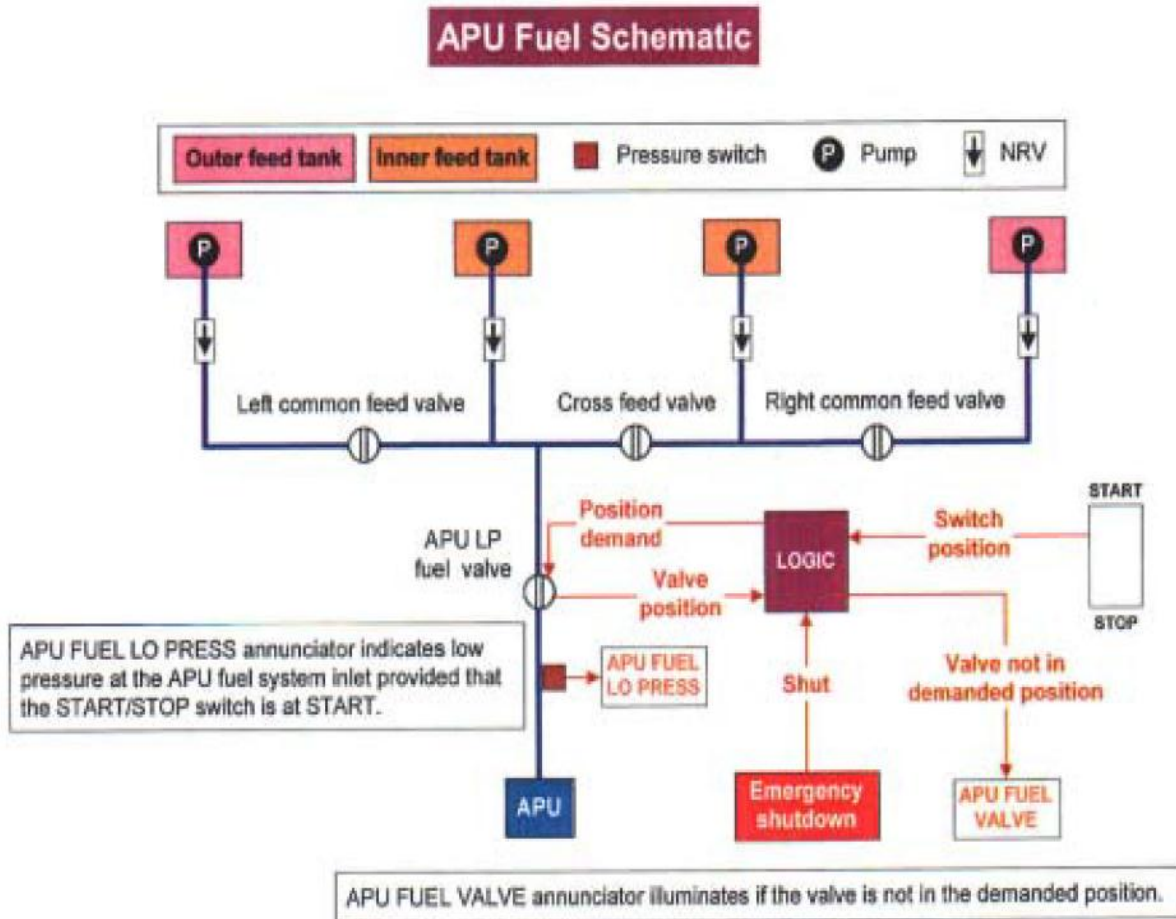 APU Fuel Schematic
Outer feed tank
Inner feed tank
Pressure switch
P
Pump
NRV
P
P
P
P
Left common feed valve
Cross feed valve
Right common feed valve
APU LP
fuel valve
Position
demand
LOGIC
Switch
position
START
STOP
Valve
position
APU FUEL LO PRESS annunciator indicates low
pressure at the APU fuel system inlet provided that
the START/STOP switch is at START.
APU FUEL
LO PRESS
Shut
Valve not in
demanded position
APU
Emergency
shutdown
APU FUEL
VALVE
APU FUEL VALVE annunciator illuminates if the valve is not in the demanded position.